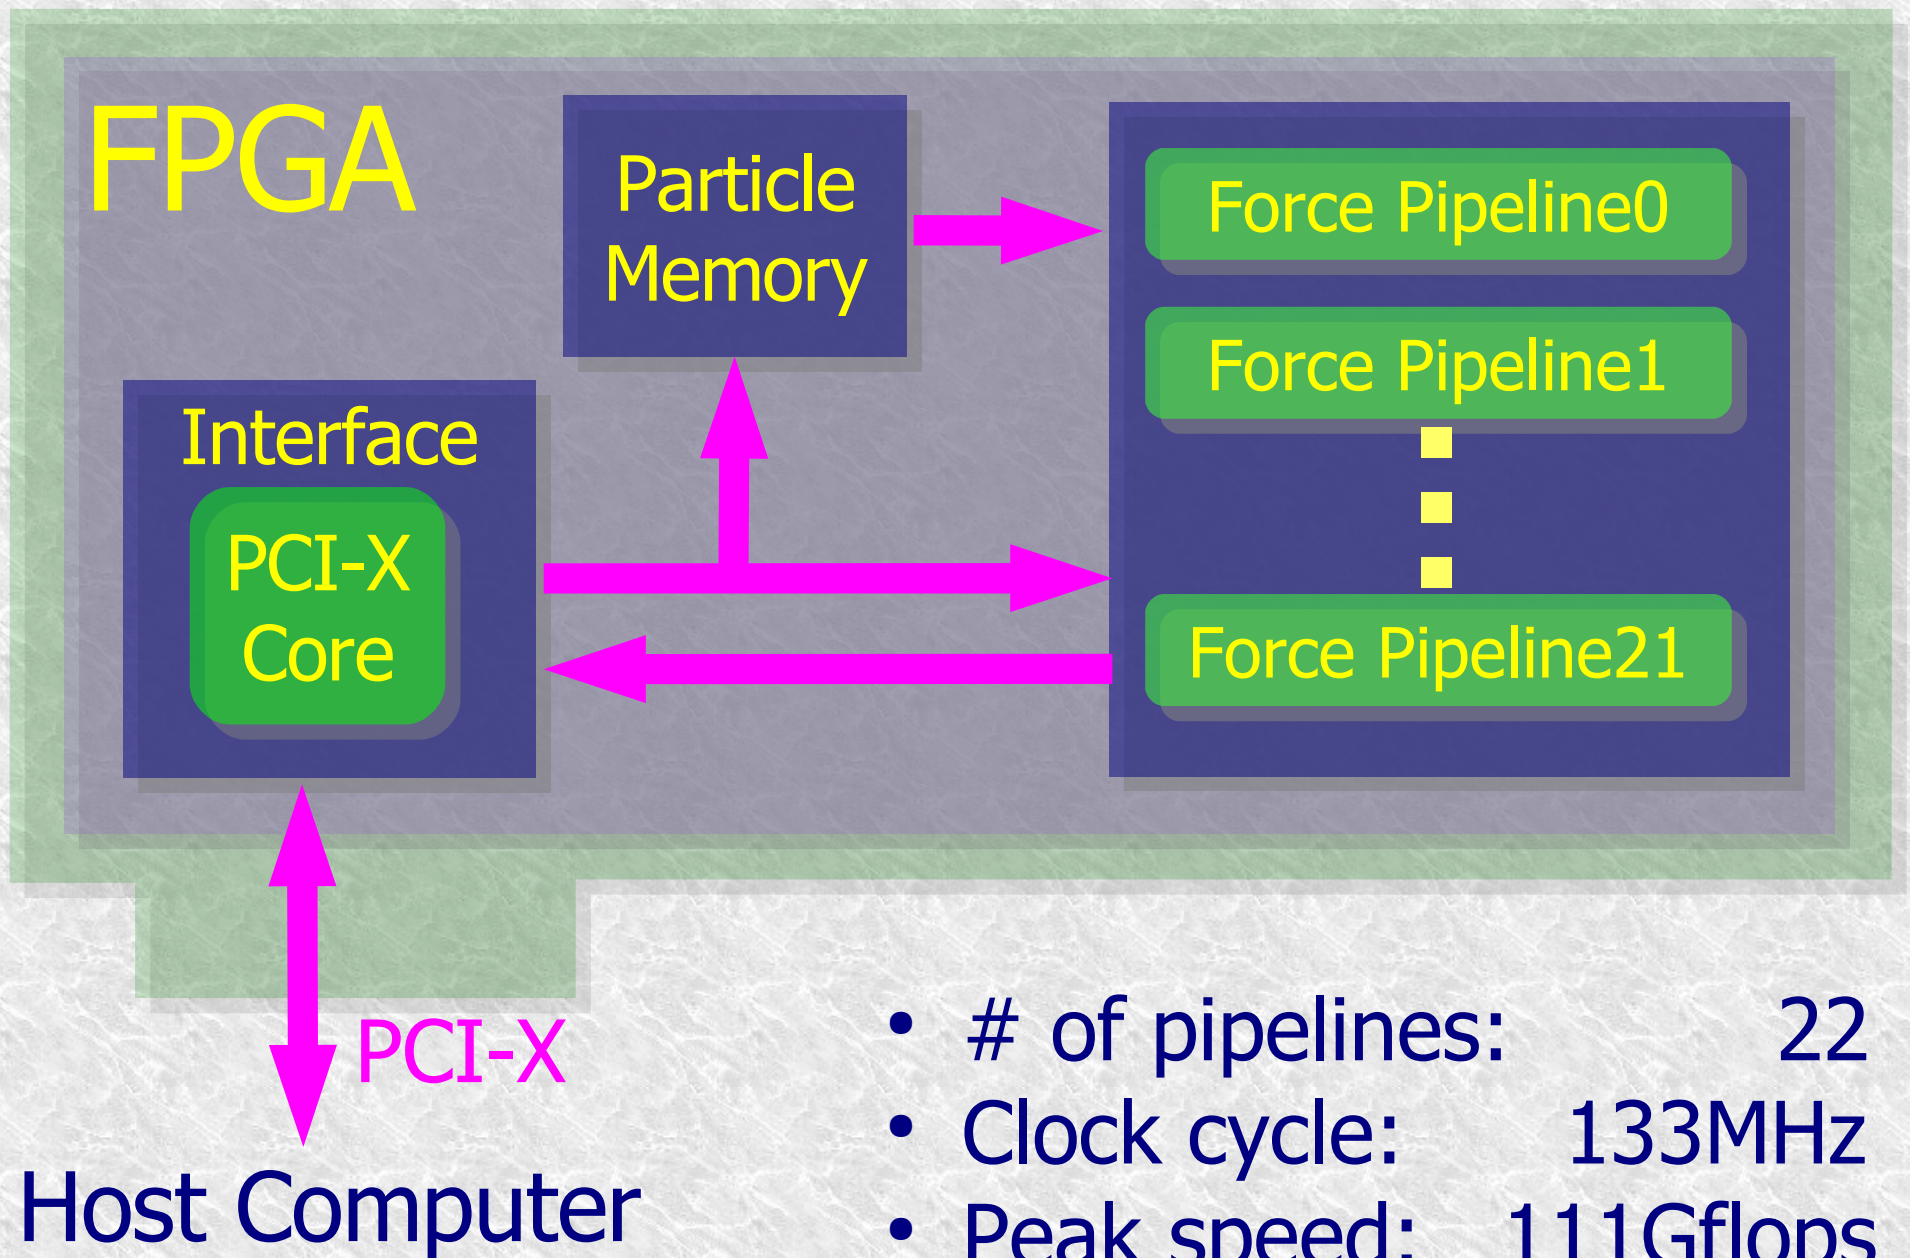 FPGA
Particle
Memory
Force Pipeline0
Force Pipeline1
Interface
PCI-X
Core
Force Pipeline21
PCI-X
Host Computer
• # of pipelines: 22
• Clock cycle: 133MHz
• Peak speed: 111Gflops